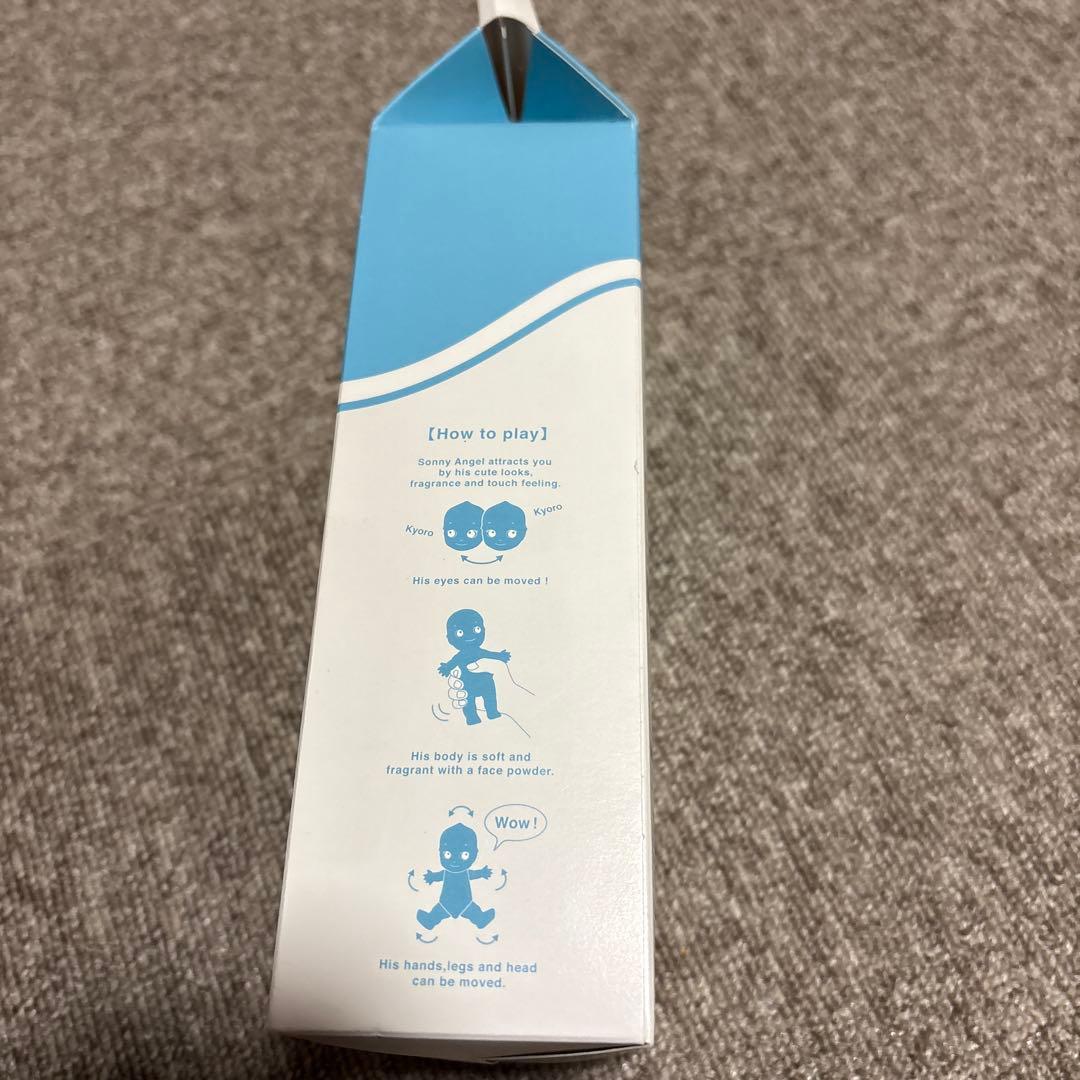 【How to play】
Sonny Angel attracts you
by his cute looks,
fragrance and touch feeling.
Kyoro
Kyoro
His eyes can be moved !
His body is soft and
fragrant with a face powder.
Wow!
His hands,legs and head
can be moved.